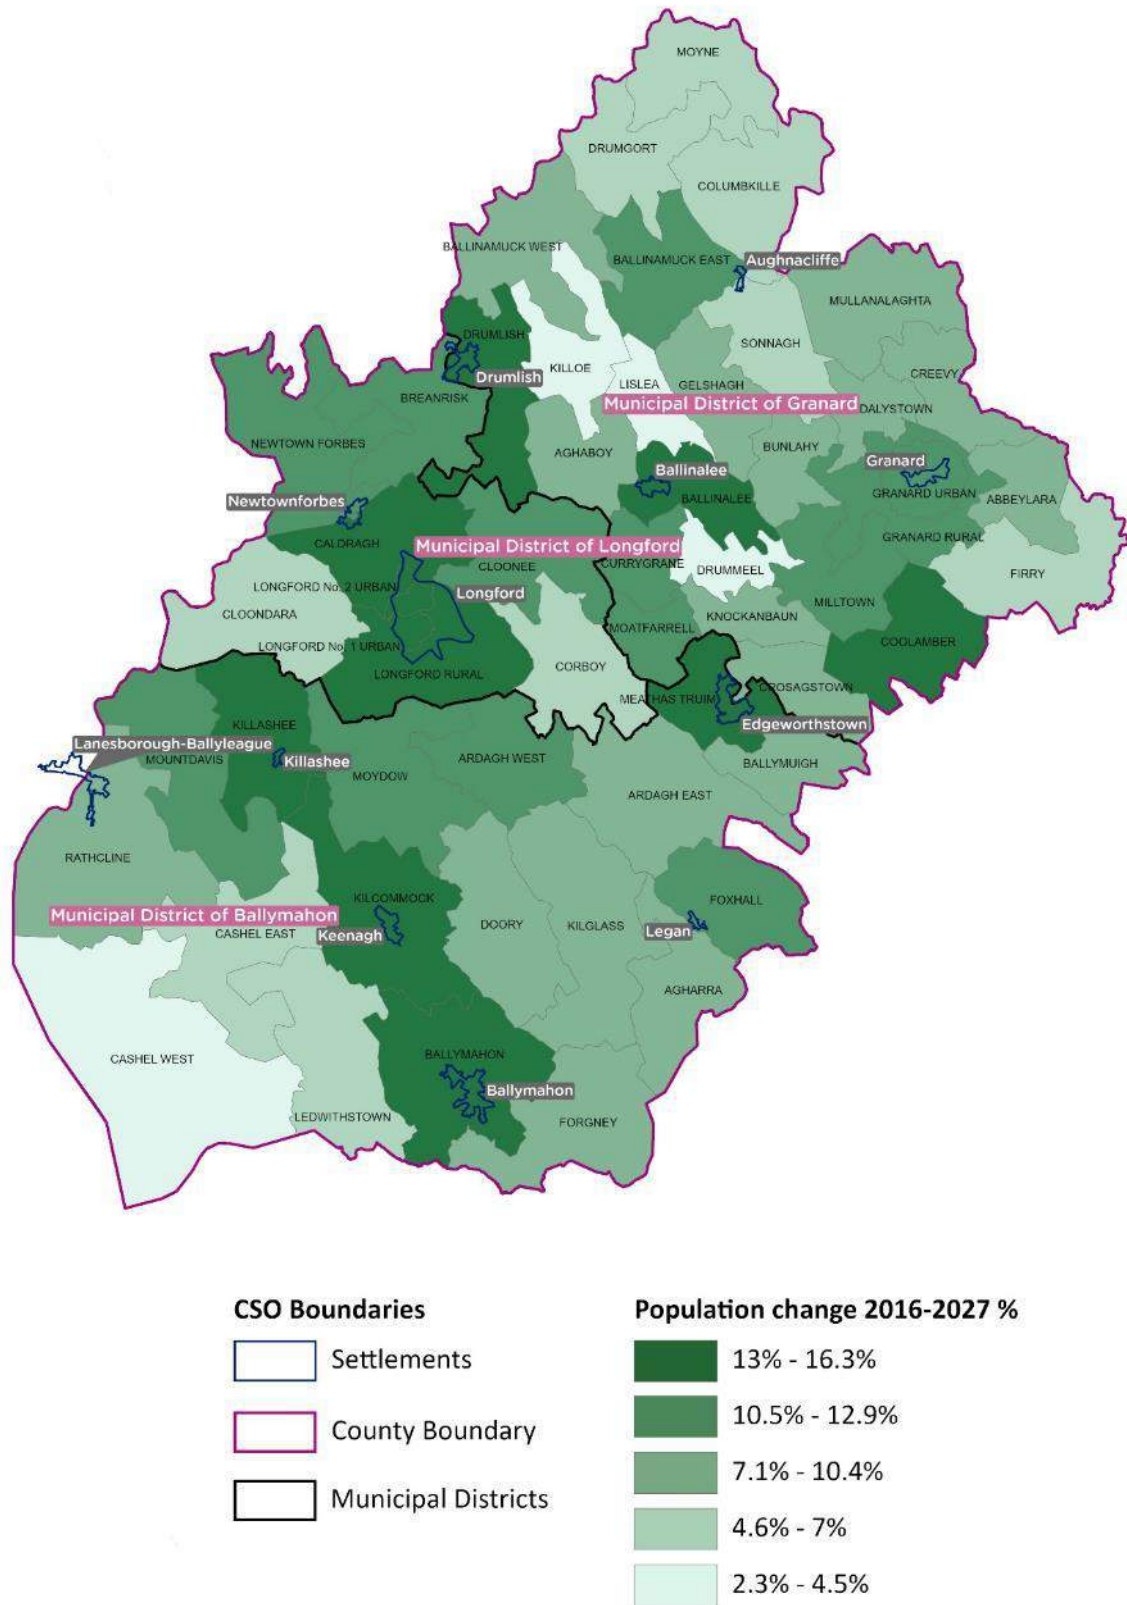 MOYNE
DRUMGORT
COLUMBKILLE
BALLINAMUCK WEST
BALLINAMUCK EAST
Aughnacliffe
MULLANALAGHTA
DRUMLISH
SONNAGH
KILLOE
CREEVY
Drumlish
LISLEA
GELSHAGH
BREANRISK
Municipal District of Granard
DALYSTOWN
NEWTOWN FORBES
AGHABOY
BUNLAHY
Granard
Ballinalee
BALLINALEE
GRANARD URBAN
ABBEYLARA
Newtownforbes
CALDRAGH
Municipal District of Longford
GRANARD RURAL
CLOONEE
CURRYGRANE
DRUMMEEL
FIRRY
LONGFORD No. 2 URBAN
Longford
CLOONDARA
MILLTOWN
KNOCKANBAUN
MOATFARRELL
COOLAMBER
LONGFORD No. 1 URBAN
CORBOY
LONGFORD RURAL
CROSAGSTOWN
MEATHAS TRUIM
KILLASHEE
Edgeworthstown
Lanesborough-Ballyleague
MOUNTDAVIS
Killashee
ARDAGH WEST
BALLYMUIGH
MOYDOW
ARDAGH EAST
RATHCLINE
KILCOMMOCK
FOXHALL
Municipal District of Ballymahon
DOORY
KILGLASS
CASHEL EAST
Keenagh
Legan
AGHARRA
CASHEL WEST
BALLYMAHON
Ballymahon
LEDWITHSTOWN
FORGNEY
CSO Boundaries
Settlements
County Boundary
Municipal Districts
Population change 2016-2027 %
13% - 16.3%
10.5% - 12.9%
7.1% - 10.4%
4.6% - 7%
2.3% - 4.5%